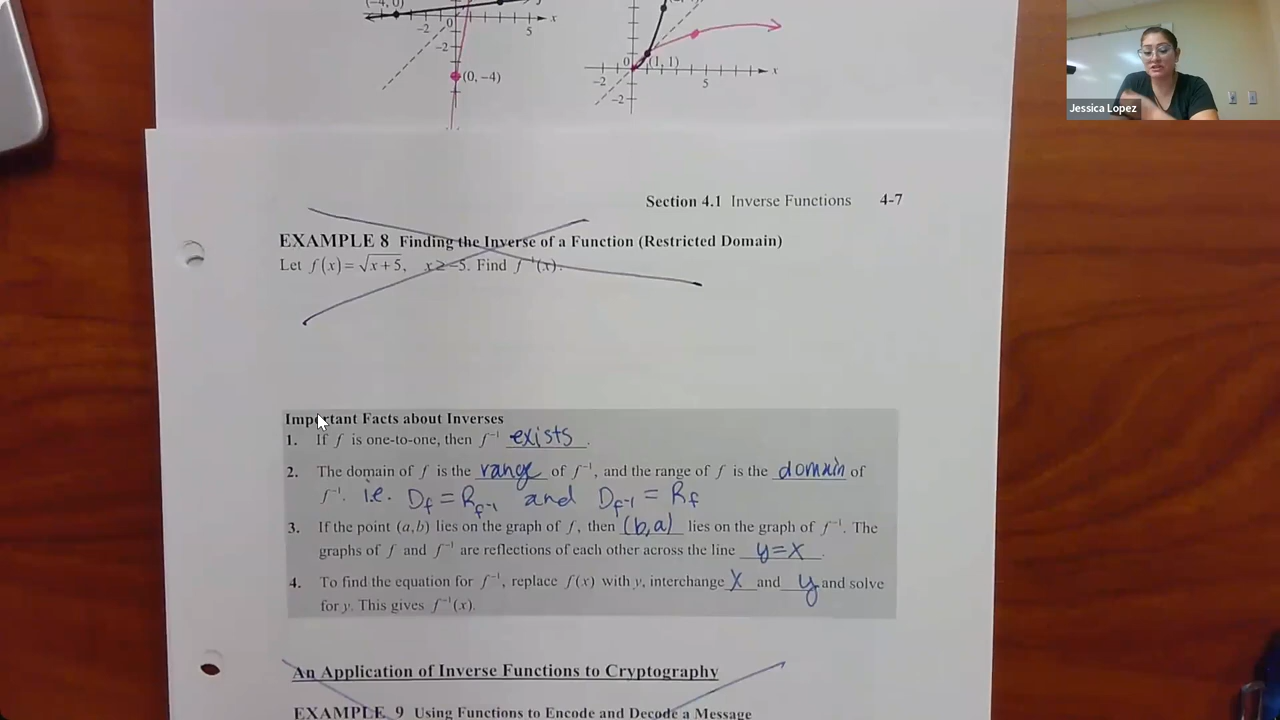 -2
0
5
x
-2
(0, −4)
0
(1, 1)
-2
5
x
-2
Jessica Lopez
Section 4.1 Inverse Functions 4-7
EXAMPLE 8 Finding the Inverse of a Function (Restricted Domain)
Let f(x) = √x + 5, x ≥ −5. Find f⁻¹(x).
Important Facts about Inverses
1. If f is one-to-one, then f⁻¹ exists.
2. The domain of f is the range of f⁻¹, and the range of f is the domain of
f⁻¹. i.e. D_f = R_f⁻¹ and D_f⁻¹ = R_f
3. If the point (a, b) lies on the graph of f, then (b,a) lies on the graph of f⁻¹. The
graphs of f and f⁻¹ are reflections of each other across the line y=x.
4. To find the equation for f⁻¹, replace f(x) with y, interchange x and y and solve
for y. This gives f⁻¹(x).
An Application of Inverse Functions to Cryptography
EXAMPLE 9 Using Functions to Encode and Decode a Message